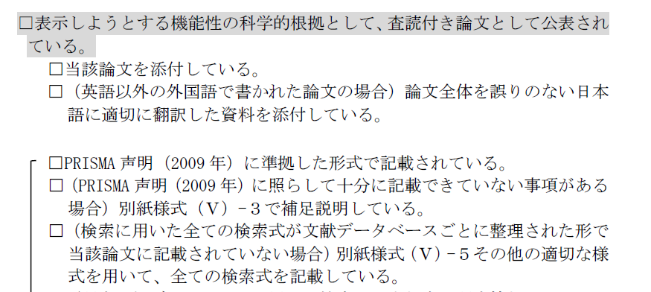 □表示しようとする機能性の科学的根拠として、査読付き論文として公表され
ている。
□当該論文を添付している。
□（英語以外の外国語で書かれた論文の場合）論文全体を誤りのない日本
語に適切に翻訳した資料を添付している。
□PRISMA 声明（2009 年）に準拠した形式で記載されている。
□（PRISMA 声明（2009 年）に照らして十分に記載できていない事項がある
場合）別紙様式（Ⅴ）-３で補足説明している。
□（検索に用いた全ての検索式が文献データベースごとに整理された形で
当該論文に記載されていない場合）別紙様式（Ⅴ）-５その他の適切な様
式を用いて、全ての検索式を記載している。